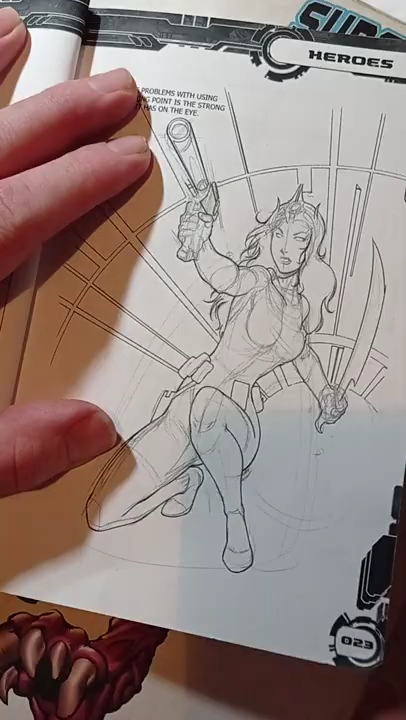 HEROES
PROBLEMS WITH USING
POINT IS THE STRONG
HAS ON THE EYE.
023